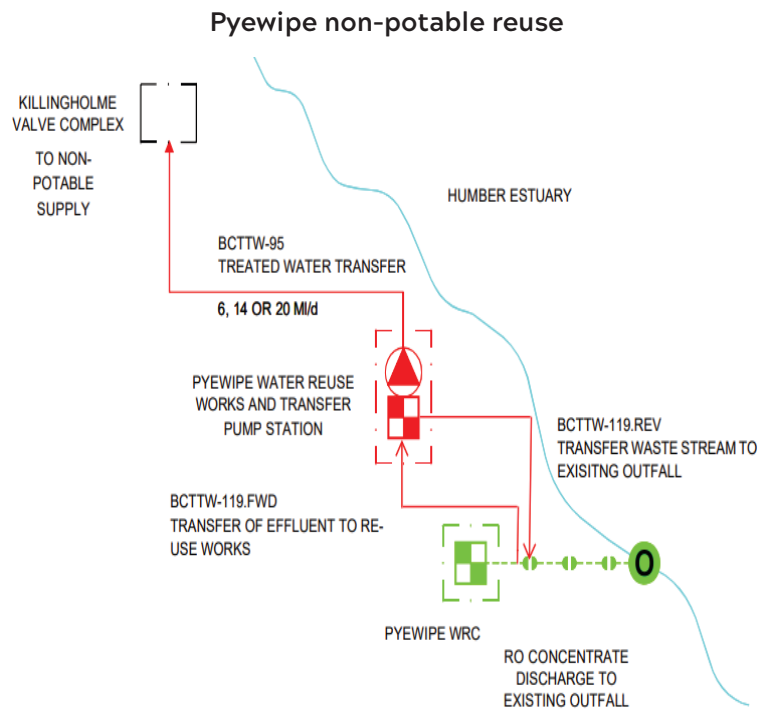 Pyewipe non-potable reuse
KILLINGHOLME
VALVE COMPLEX
TO NON-
POTABLE
SUPPLY
HUMBER ESTUARY
BCTTW-95
TREATED WATER TRANSFER
6, 14 OR 20 Ml/d
PYEWIPE WATER REUSE
WORKS AND TRANSFER
PUMP STATION
BCTTW-119.REV
TRANSFER WASTE STREAM TO
EXISITNG OUTFALL
BCTTW-119.FWD
TRANSFER OF EFFLUENT TO RE-
USE WORKS
O
PYEWIPE WRC
RO CONCENTRATE
DISCHARGE TO
EXISTING OUTFALL